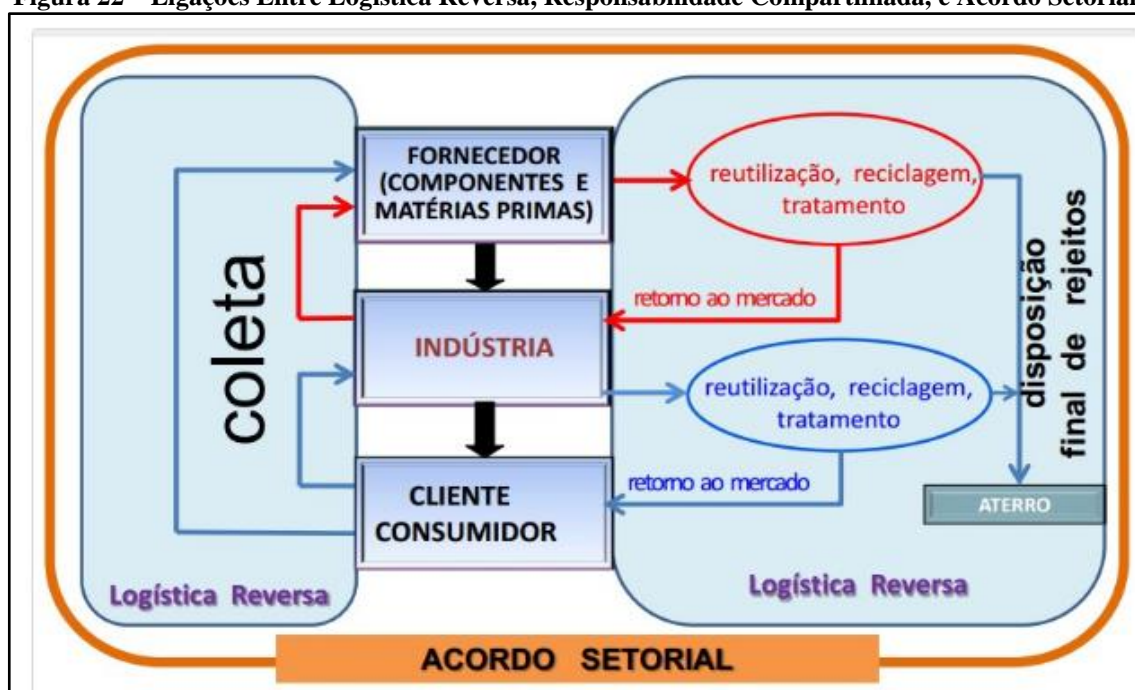 Figura 22 – Ligações Entre Logística Reversa, Responsabilidade Compartilhada, e Acordo Setorial
FORNECEDOR
(COMPONENTES E
MATÉRIAS PRIMAS)
reutilização, reciclagem,
tratamento
retorno ao mercado
coleta
INDÚSTRIA
reutilização, reciclagem,
tratamento
retorno ao mercado
disposição
final de rejeitos
CLIENTE
CONSUMIDOR
ATERRO
Logística Reversa
Logística Reversa
ACORDO SETORIAL